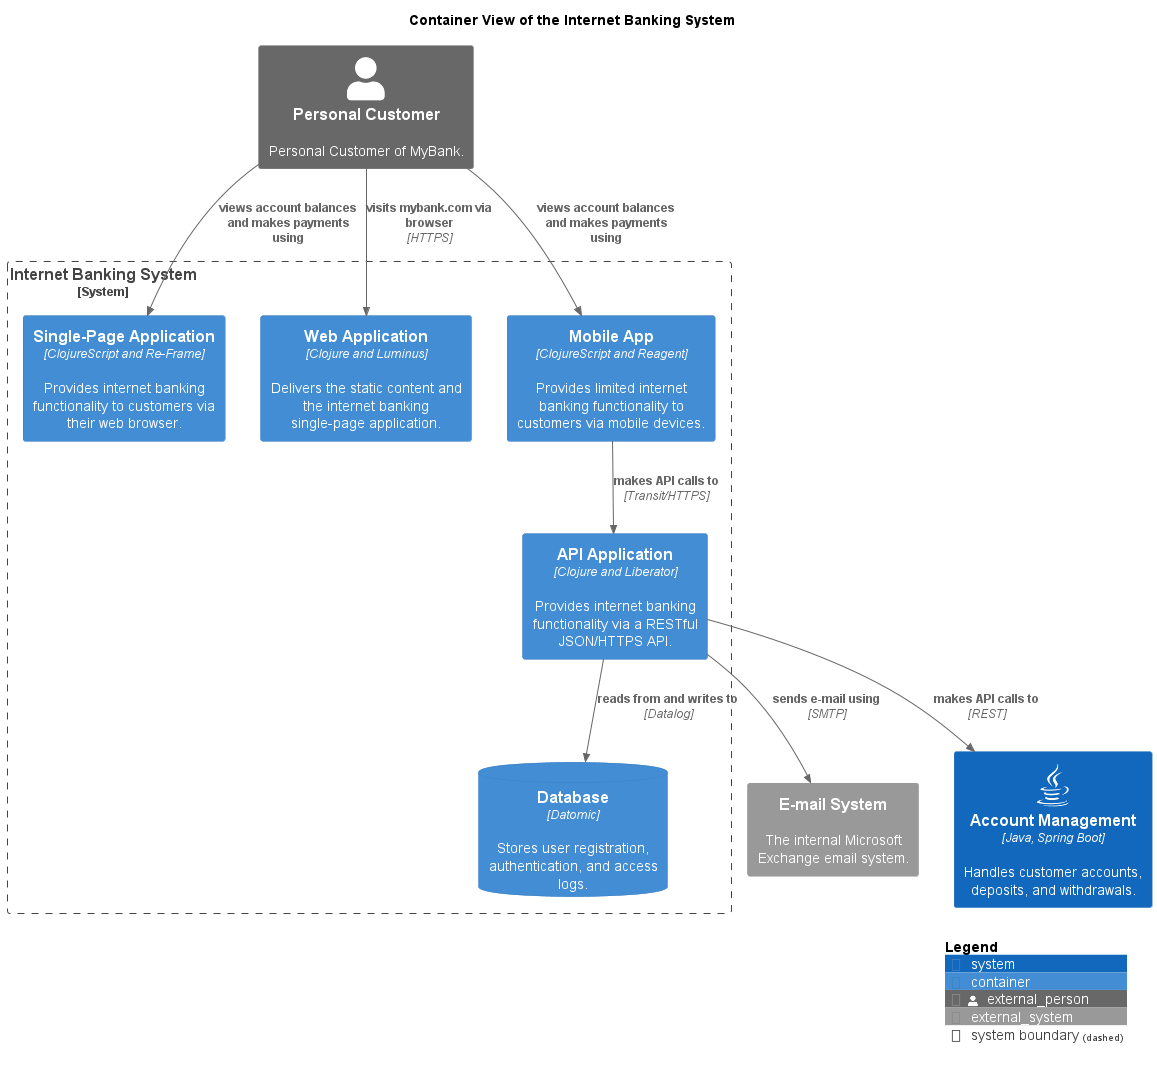 Container View of the Internet Banking System
Personal Customer
Personal Customer of MyBank.
views account balances
and makes payments
using
visits mybank.com via
browser
[HTTPS]
views account balances
and makes payments
using
Internet Banking System
[System]
Single-Page Application
[ClojureScript and Re-Frame]
Provides internet banking
functionality to customers via
their web browser.
Web Application
[Clojure and Luminus]
Delivers the static content and
the internet banking
single-page application.
Mobile App
[ClojureScript and Reagent]
Provides limited internet
banking functionality to
customers via mobile devices.
makes API calls to
[Transit/HTTPS]
API Application
[Clojure and Liberator]
Provides internet banking
functionality via a RESTful
JSON/HTTPS API.
reads from and writes to
[Datalog]
sends e-mail using
[SMTP]
makes API calls to
[REST]
Database
[Datomic]
Stores user registration,
authentication, and access
logs.
E-mail System
The internal Microsoft
Exchange email system.
Account Management
[Java, Spring Boot]
Handles customer accounts,
deposits, and withdrawals.
Legend
system
container
external_person
external_system
system boundary (dashed)